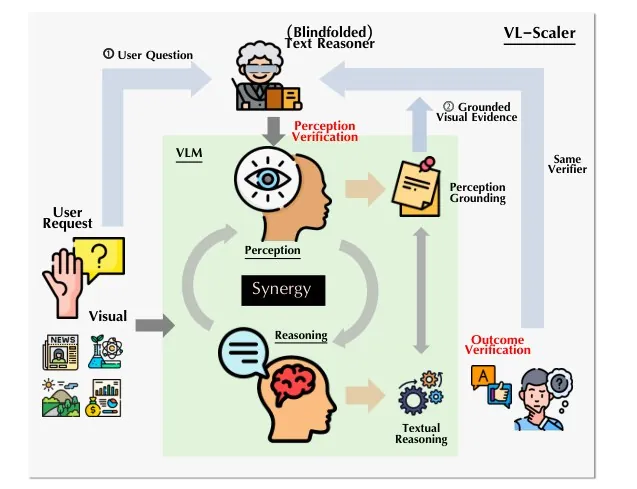 VL-Scaler
(Blindfolded)
Text Reasoner
① User Question
② Grounded
Visual Evidence
Perception
Verification
VLM
Same
Verifier
Perception
Grounding
User
Request
?
Perception
Synergy
Visual
NEWS
Reasoning
Outcome
Verification
A
?
$
Textual
Reasoning